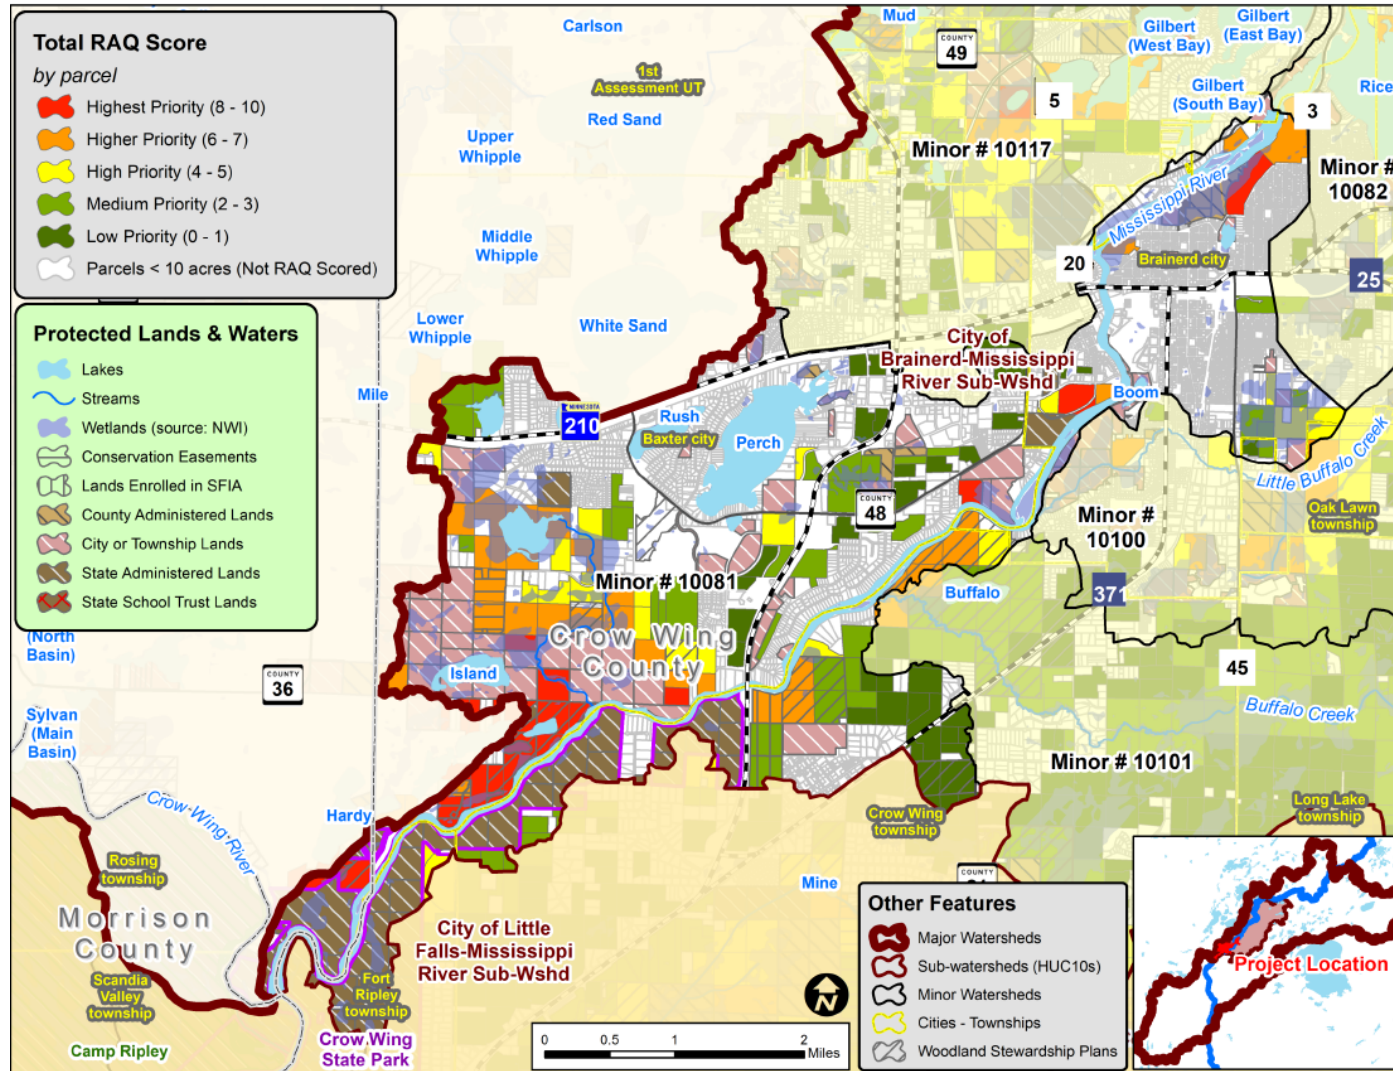 Total RAQ Score
by parcel
Highest Priority (8 - 10)
Higher Priority (6 - 7)
High Priority (4 - 5)
Medium Priority (2 - 3)
Low Priority (0 - 1)
Parcels < 10 acres (Not RAQ Scored)
Protected Lands & Waters
Lakes
Streams
Wetlands (source: NWI)
Conservation Easements
Lands Enrolled in SFIA
County Administered Lands
City or Township Lands
State Administered Lands
State School Trust Lands
Carlson
1st
Assessment UT
Red Sand
Upper
Whipple
Middle
Whipple
Lower
Whipple
White Sand
Mile
Mud
COUNTY
49
5
Gilbert
(West Bay)
Gilbert
(East Bay)
Gilbert
(South Bay)
Rice
3
Minor # 10117
Minor #
10082
Mississippi River
Brainerd city
20
25
City of
Brainerd-Mississippi
River Sub-Wshd
Boom
MINNESOTA
210
Rush
Baxter city
Perch
COUNTY
48
Little Buffalo Creek
Oak Lawn
township
Minor #
10100
371
Minor # 10081
Buffalo
Crow Wing
County
Island
45
Buffalo Creek
(North
Basin)
COUNTY
36
Sylvan
(Main
Basin)
Minor # 10101
Crow Wing River
Hardy
Crow Wing
township
Long Lake
township
Rosing
township
Mine
Morrison
County
City of Little
Falls-Mississippi
River Sub-Wshd
Scandia
Valley
township
Fort
Ripley
township
Camp Ripley
Crow Wing
State Park
N
0 0.5 1 2
Miles
COUNTY
Other Features
Major Watersheds
Sub-watersheds (HUC10s)
Minor Watersheds
Cities - Townships
Woodland Stewardship Plans
Project Location